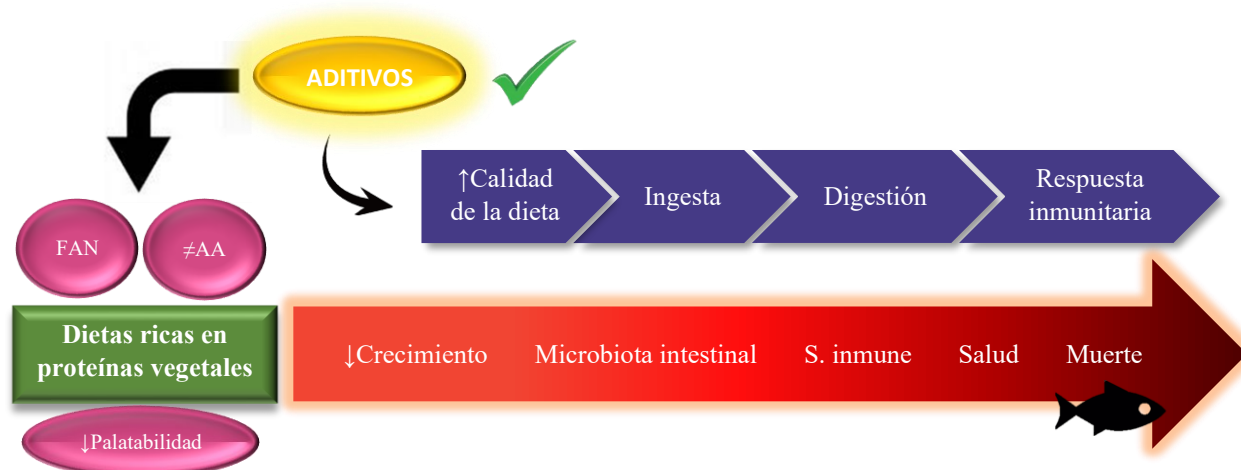 ADITIVOS
↑Calidad
de la dieta
Ingesta
Digestión
Respuesta
inmunitaria
FAN
≠AA
Dietas ricas en
proteínas vegetales
↓Crecimiento
Microbiota intestinal
S. inmune
Salud
Muerte
↓Palatabilidad